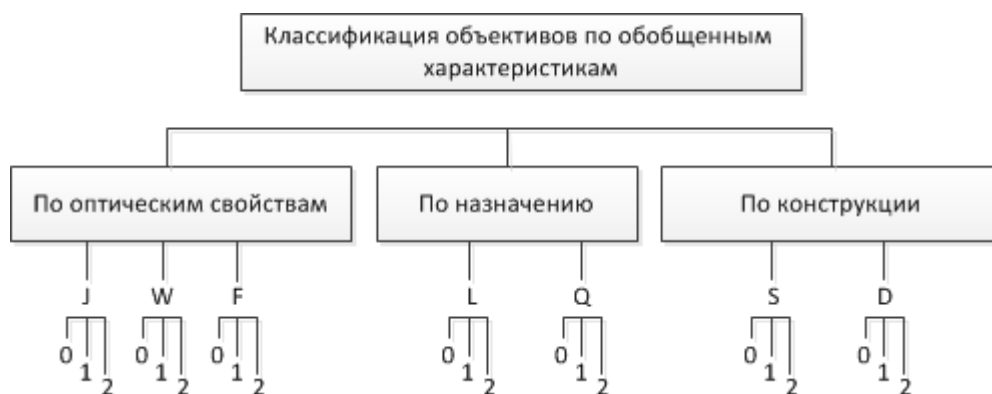 Классификация объективов по обобщенным
характеристикам
По оптическим свойствам
По назначению
По конструкции
J W F L Q S D
0 1 2 0 1 2 0 1 2 0 1 2 0 1 2 0 1 2 0 1 2